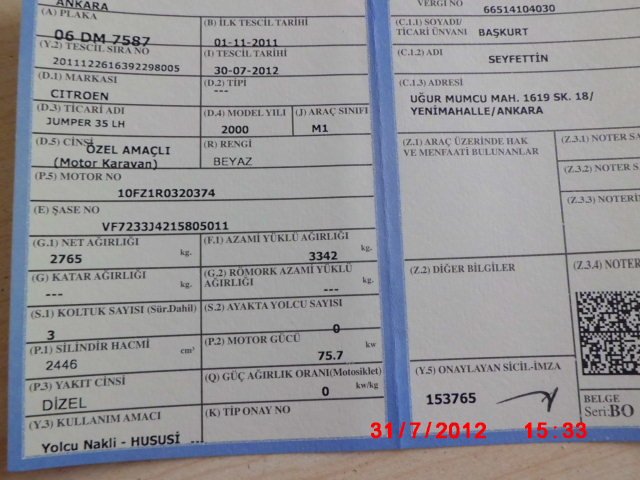 ANKARA
(A) PLAKA
06 DM 7587
(B) İLK TESCİL TARİHİ
01-11-2011
(Y.2) TESCİL SIRA NO
2011122616392298005
(I) TESCİL TARİHİ
30-07-2012
(D.1) MARKASI
CITROEN
(D.2) TİPİ
---
(D.3) TİCARİ ADI
JUMPER 35 LH
(D.4) MODEL YILI
2000
(J) ARAÇ SINIFI
M1
(D.5) CİNSİ
ÖZEL AMAÇLI
(Motor Karavan)
(R) RENGİ
BEYAZ
(P.5) MOTOR NO
10FZ1R0320374
(E) ŞASE NO
VF7233J4215805011
(G.1) NET AĞIRLIĞI
2765 kg.
(F.1) AZAMİ YÜKLÜ AĞIRLIĞI
3342 kg.
(G) KATAR AĞIRLIĞI
--- kg.
(G.2) RÖMORK AZAMİ YÜKLÜ
AĞIRLIĞI --- kg.
(S.1) KOLTUK SAYISI (Sür.Dahil)
3
(S.2) AYAKTA YOLCU SAYISI
0
(P.1) SİLİNDİR HACMİ
2446 cm³
(P.2) MOTOR GÜCÜ
75.7 kw
(P.3) YAKIT CİNSİ
DİZEL
(Q) GÜÇ AĞIRLIK ORANI(Motosiklet)
0 kw/kg
(Y.3) KULLANIM AMACI
Yolcu Nakli - HUSUSİ ---
(K) TİP ONAY NO
VERGİ NO
66514104030
(C.1.1) SOYADI/
TİCARİ ÜNVANI BAŞKURT
(C.1.2) ADI
SEYFETTİN
(C.1.3) ADRESİ
UĞUR MUMCU MAH. 1619 SK. 18/
YENİMAHALLE/ANKARA
(Z.1) ARAÇ ÜZERİNDE HAK
VE MENFAATİ BULUNANLAR
(Z.3.1) NOTER SA
(Z.3.2) NOTER S
(Z.3.3) NOTERİN
(Z.2) DİĞER BİLGİLER
(Z.3.4) NOTER
(Y.5) ONAYLAYAN SİCİL-İMZA
153765
BELGE
Seri:BO
31/7/2012 15:33